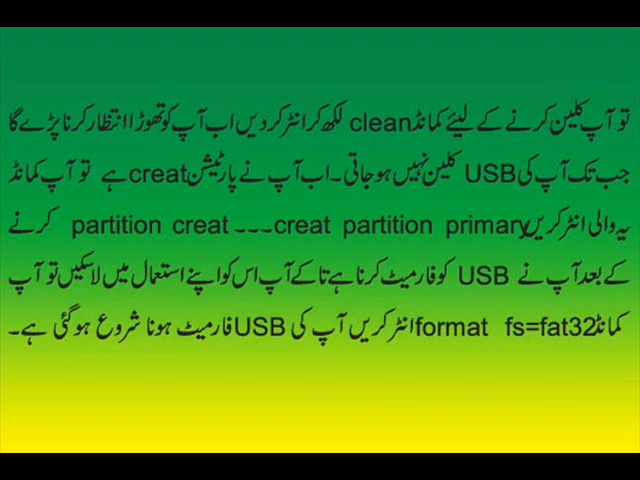 تو آپ کلین کرنے کے لیئے کمانڈ clean لکھ کر انٹر کر دیں اب آپ کو تھوڑا انتظار کرنا پڑے گا
جب تک آپ کی USB کلین نہیں ہو جاتی۔ اب آپ نے پارٹیشن creat ہے تو آپ کمانڈ
یہ والی انٹر کریں creat partition primary ۔۔۔ partition creat کرنے
کے بعد آپ نے USB کو فارمیٹ کرنا ہے تا کے آپ اس کو اپنے استعمال میں لا سکیں تو آپ
کمانڈ format fs=fat32 انٹر کریں آپ کی USB فارمیٹ ہونا شروع ہو گئی ہے۔